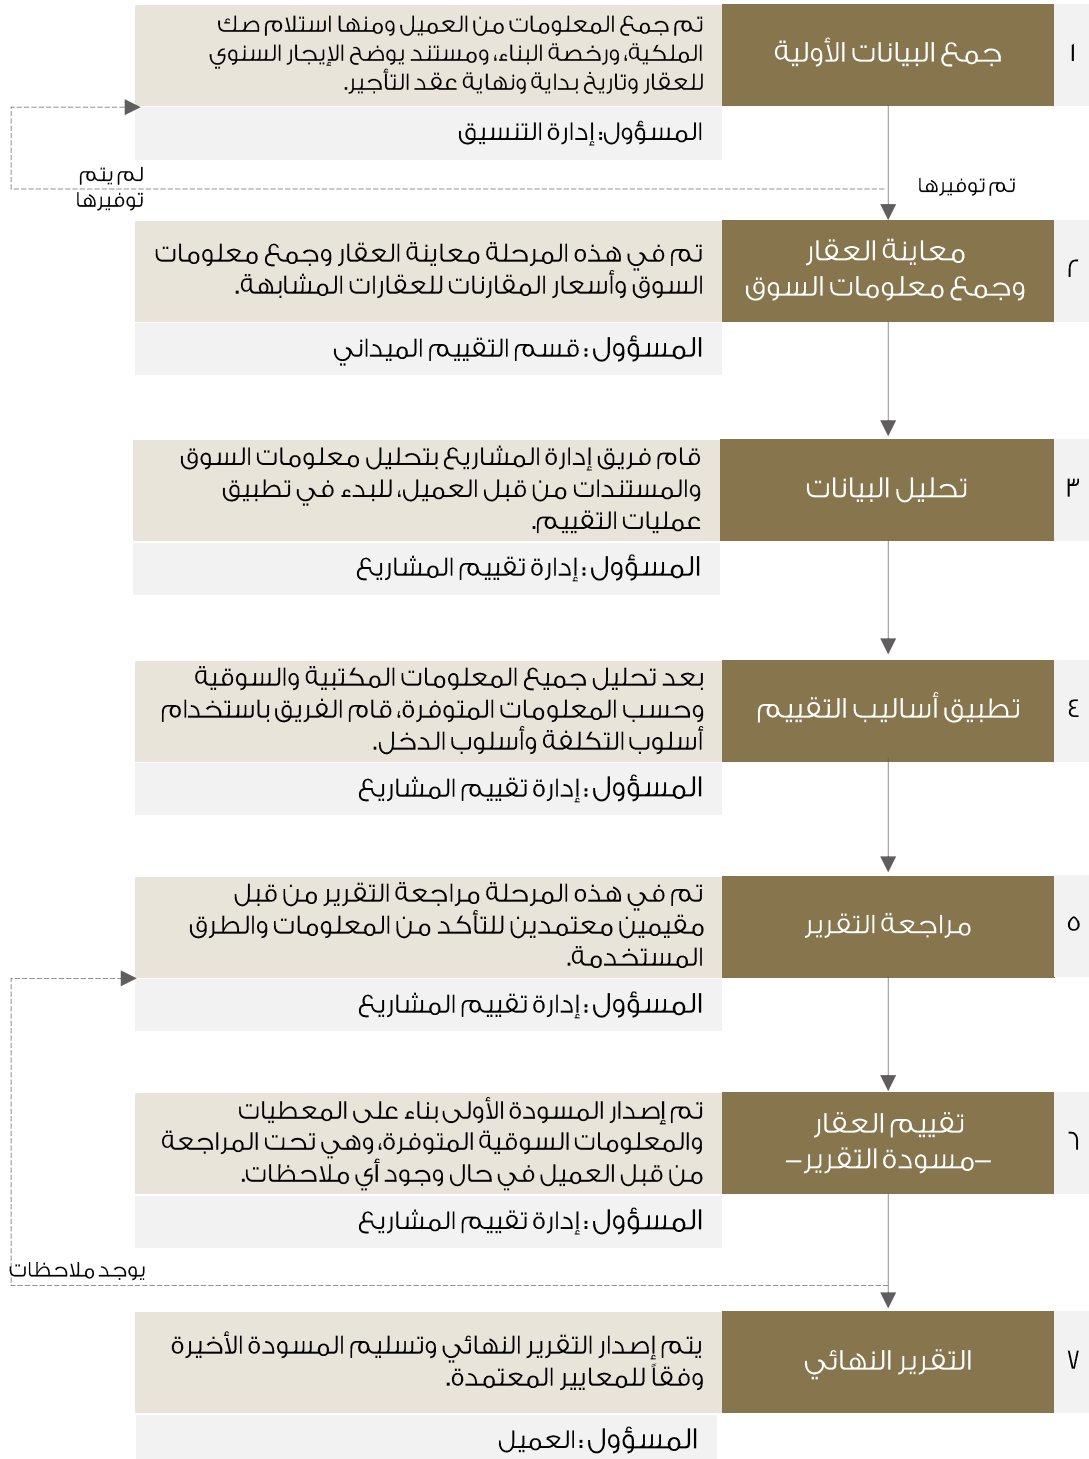 ١
جمع البيانات الأولية
تم جمع المعلومات من العميل ومنها استلام صك
الملكية، ورخصة البناء، ومستند يوضح الإيجار السنوي
للعقار وتاريخ بداية ونهاية عقد التأجير.
المسؤول: إدارة التنسيق
تم توفيرها
لم يتم
توفيرها
٢
معاينة العقار
وجمع معلومات السوق
تم في هذه المرحلة معاينة العقار وجمع معلومات
السوق وأسعار المقارنات للعقارات المشابهة.
المسؤول : قسم التقييم الميداني
٣
تحليل البيانات
قام فريق إدارة المشاريع بتحليل معلومات السوق
والمستندات من قبل العميل، للبدء في تطبيق
عمليات التقييم.
المسؤول : إدارة تقييم المشاريع
٤
تطبيق أساليب التقييم
بعد تحليل جميع المعلومات المكتبية والسوقية
وحسب المعلومات المتوفرة، قام الفريق باستخدام
أسلوب التكلفة وأسلوب الدخل.
المسؤول : إدارة تقييم المشاريع
٥
مراجعة التقرير
تم في هذه المرحلة مراجعة التقرير من قبل
مقيمين معتمدين للتأكد من المعلومات والطرق
المستخدمة.
المسؤول : إدارة تقييم المشاريع
٦
تقييم العقار
–مسودة التقرير–
تم إصدار المسودة الأولى بناء على المعطيات
والمعلومات السوقية المتوفرة، وهي تحت المراجعة
من قبل العميل في حال وجود أي ملاحظات.
المسؤول : إدارة تقييم المشاريع
يوجد ملاحظات
٧
التقرير النهائي
يتم إصدار التقرير النهائي وتسليم المسودة الأخيرة
وفقاً للمعايير المعتمدة.
المسؤول : العميل